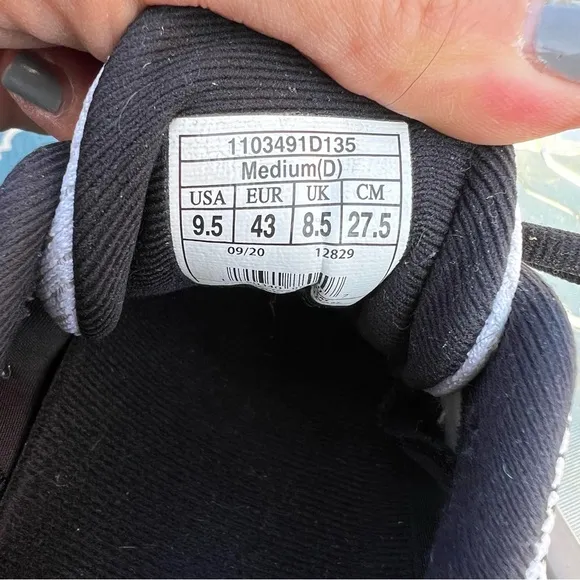 1103491D135
Medium(D)
USA EUR UK CM
9.5 43 8.5 27.5
09/20 12829